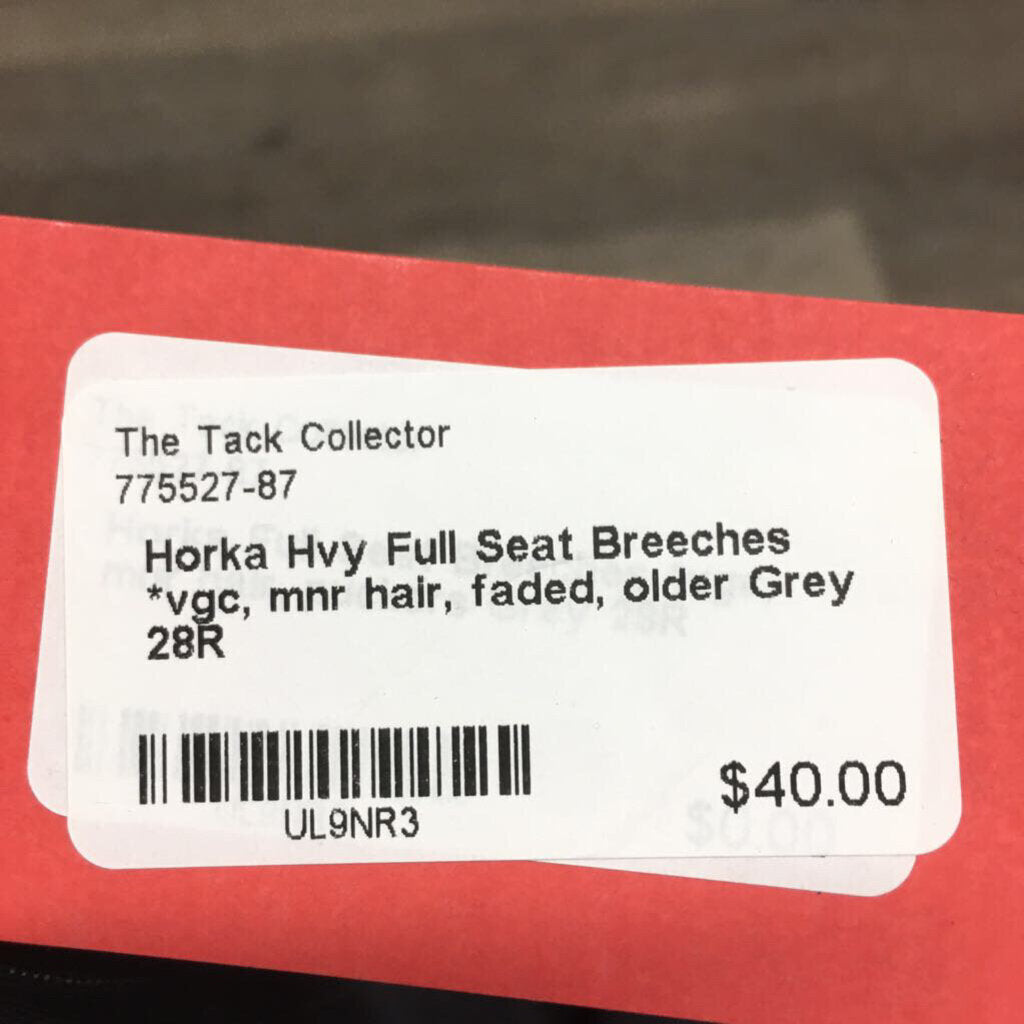 The Tack Collector
775527-87
Horka Hvy Full Seat Breeches
*vgc, mnr hair, faded, older Grey
28R
UL9NR3
$40.00